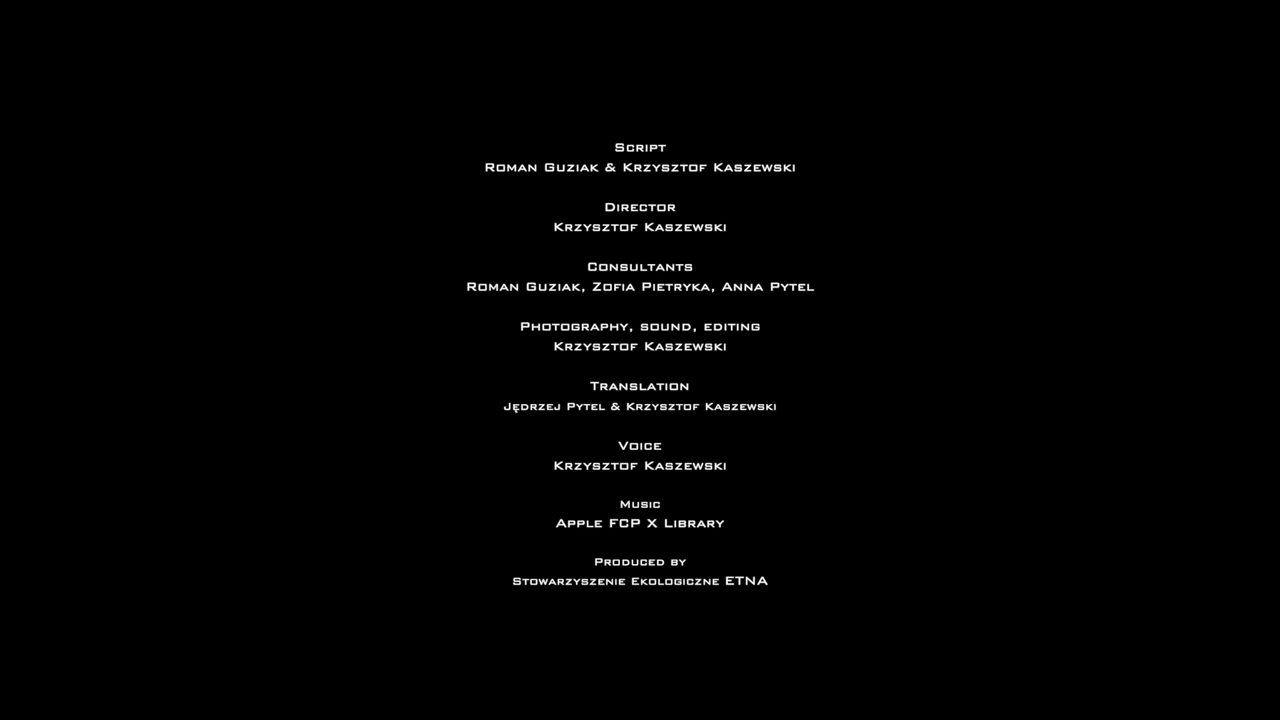 Script
Roman Guziak & Krzysztof Kaszewski
Director
Krzysztof Kaszewski
Consultants
Roman Guziak, Zofia Pietryka, Anna Pytel
Photography, sound, editing
Krzysztof Kaszewski
Translation
Jędrzej Pytel & Krzysztof Kaszewski
Voice
Krzysztof Kaszewski
Music
Apple FCP X Library
Produced by
Stowarzyszenie Ekologiczne ETNA